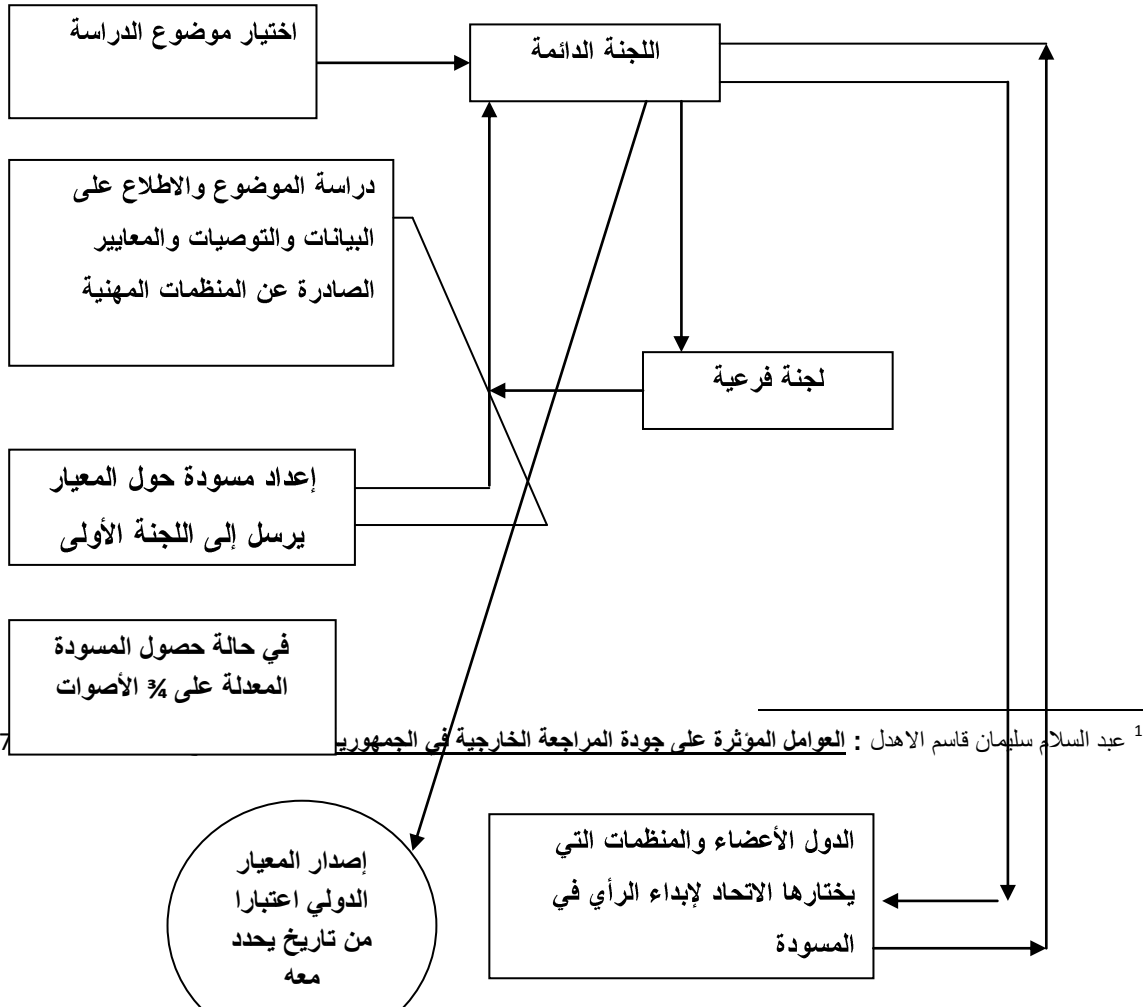 اختيار موضوع الدراسة
اللجنة الدائمة
دراسة الموضوع والاطلاع على
البيانات والتوصيات والمعايير
الصادرة عن المنظمات المهنية
لجنة فرعية
إعداد مسودة حول المعيار
يرسل إلى اللجنة الأولى
في حالة حصول المسودة
المعدلة على ¾ الأصوات
1 عبد السلام سليمان قاسم الاهدل : العوامل المؤثرة على جودة المراجعة الخارجية في 7
الدول الأعضاء والمنظمات التي
يختارها الاتحاد لإبداء الرأي في
المسودة
إصدار المعيار
الدولي اعتبارا
من تاريخ يحدد
معه